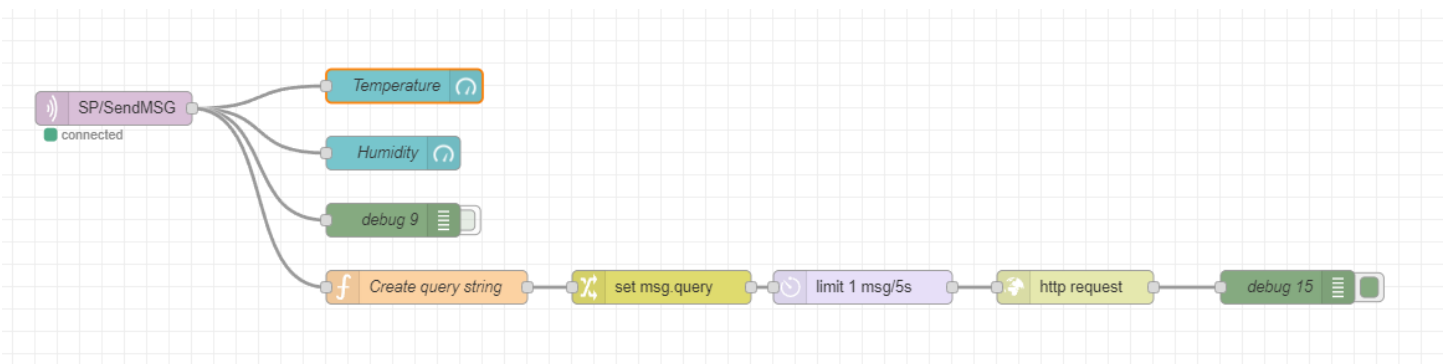 Temperature
SP/SendMSG
connected
Humidity
debug 9
Create query string
set msg.query
limit 1 msg/5s
http request
debug 15